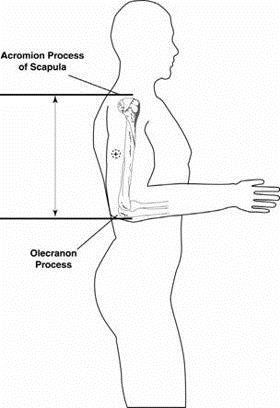 Acromion Process
of Scapula
Olecranon
Process